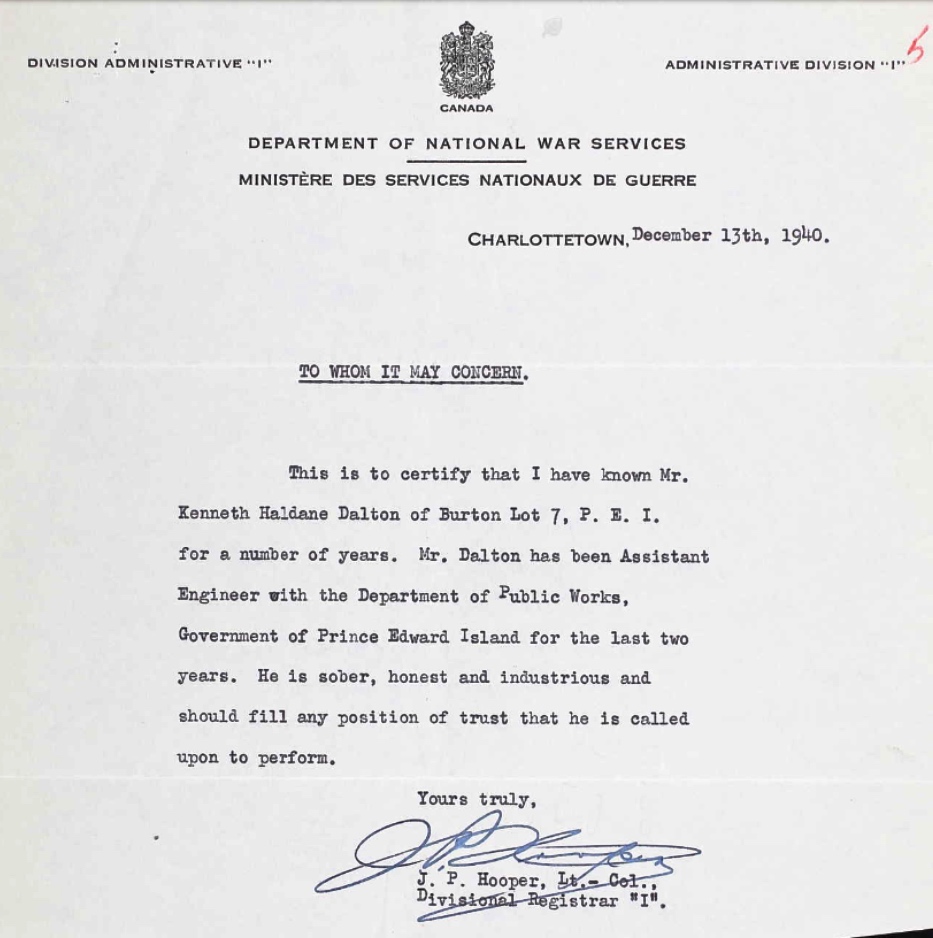 DIVISION ADMINISTRATIVE "I"
ADMINISTRATIVE DIVISION "I"
5
CANADA
DEPARTMENT OF NATIONAL WAR SERVICES
MINISTÈRE DES SERVICES NATIONAUX DE GUERRE
CHARLOTTETOWN, December 13th, 1940.
TO WHOM IT MAY CONCERN.
This is to certify that I have known Mr.
Kenneth Haldane Dalton of Burton Lot 7, P. E. I.
for a number of years. Mr. Dalton has been Assistant
Engineer with the Department of Public Works,
Government of Prince Edward Island for the last two
years. He is sober, honest and industrious and
should fill any position of trust that he is called
upon to perform.
Yours truly,
J P Hooper
J. P. Hooper, Lt.- Col.,
Divisional Registrar "I".